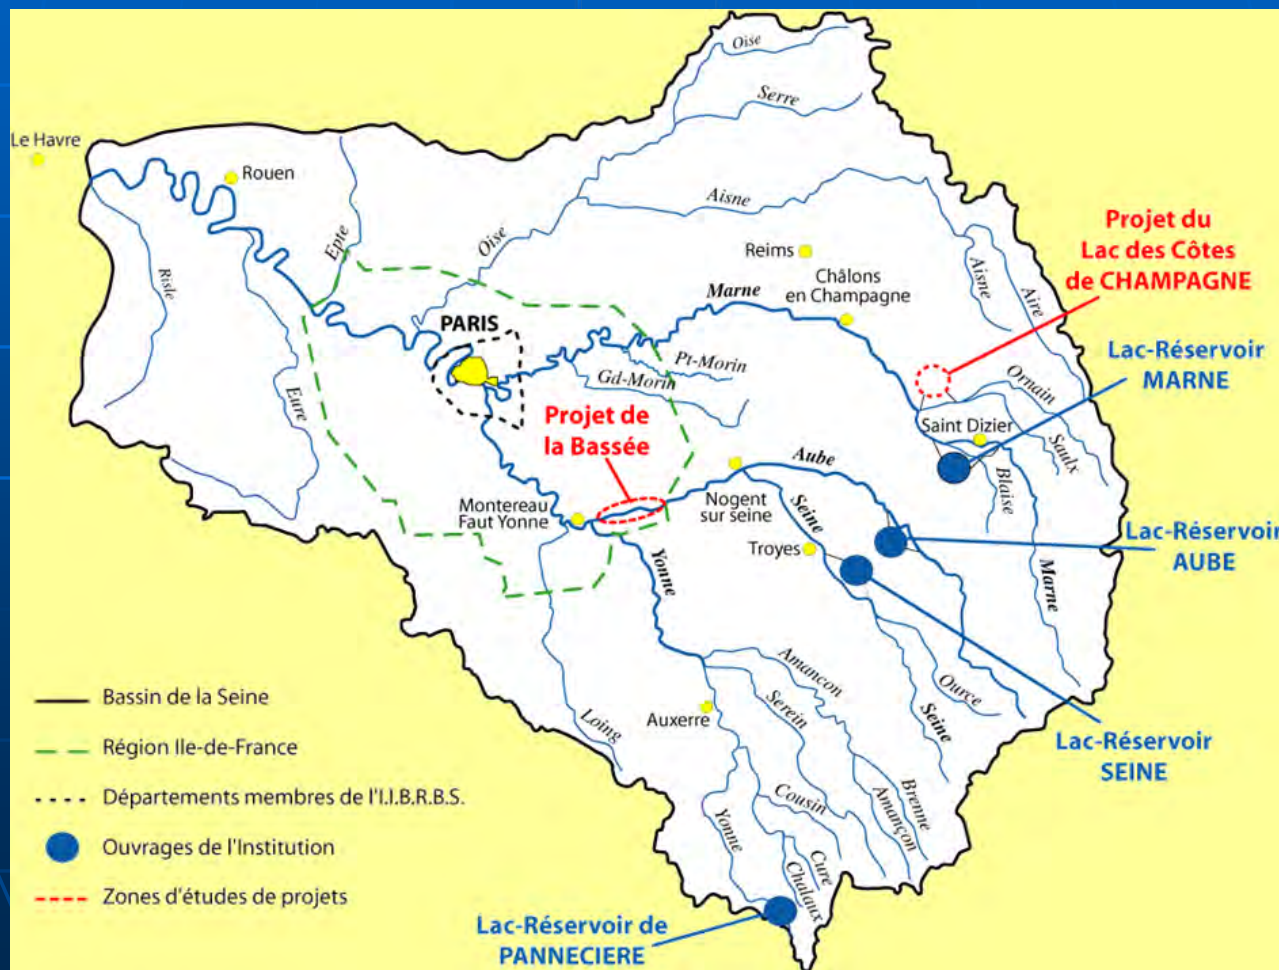 Oise
Serre
Le Havre
Rouen
Aisne
Epte
Oise
Projet du
Lac des Côtes
de CHAMPAGNE
Reims
Châlons
en Champagne
Aisne
Aire
Risle
Marne
PARIS
Lac-Réservoir
MARNE
Pt-Morin
Gd-Morin
Ornain
Eure
Projet de
la Bassée
Saint Dizier
Saulx
Aube
Blaise
Nogent
sur seine
Seine
Montereau
Faut Yonne
Troyes
Lac-Réservoir
AUBE
Yonne
Marne
Amancon
Ource
Serein
Seine
Loing
Auxerre
Lac-Réservoir
SEINE
Brenne
Amançon
Cousin
Yonne
Cure
Chalaux
Bassin de la Seine
Région Ile-de-France
Départements membres de l'I.I.B.R.B.S.
Ouvrages de l'Institution
Zones d'études de projets
Lac-Réservoir de
PANNECIERE